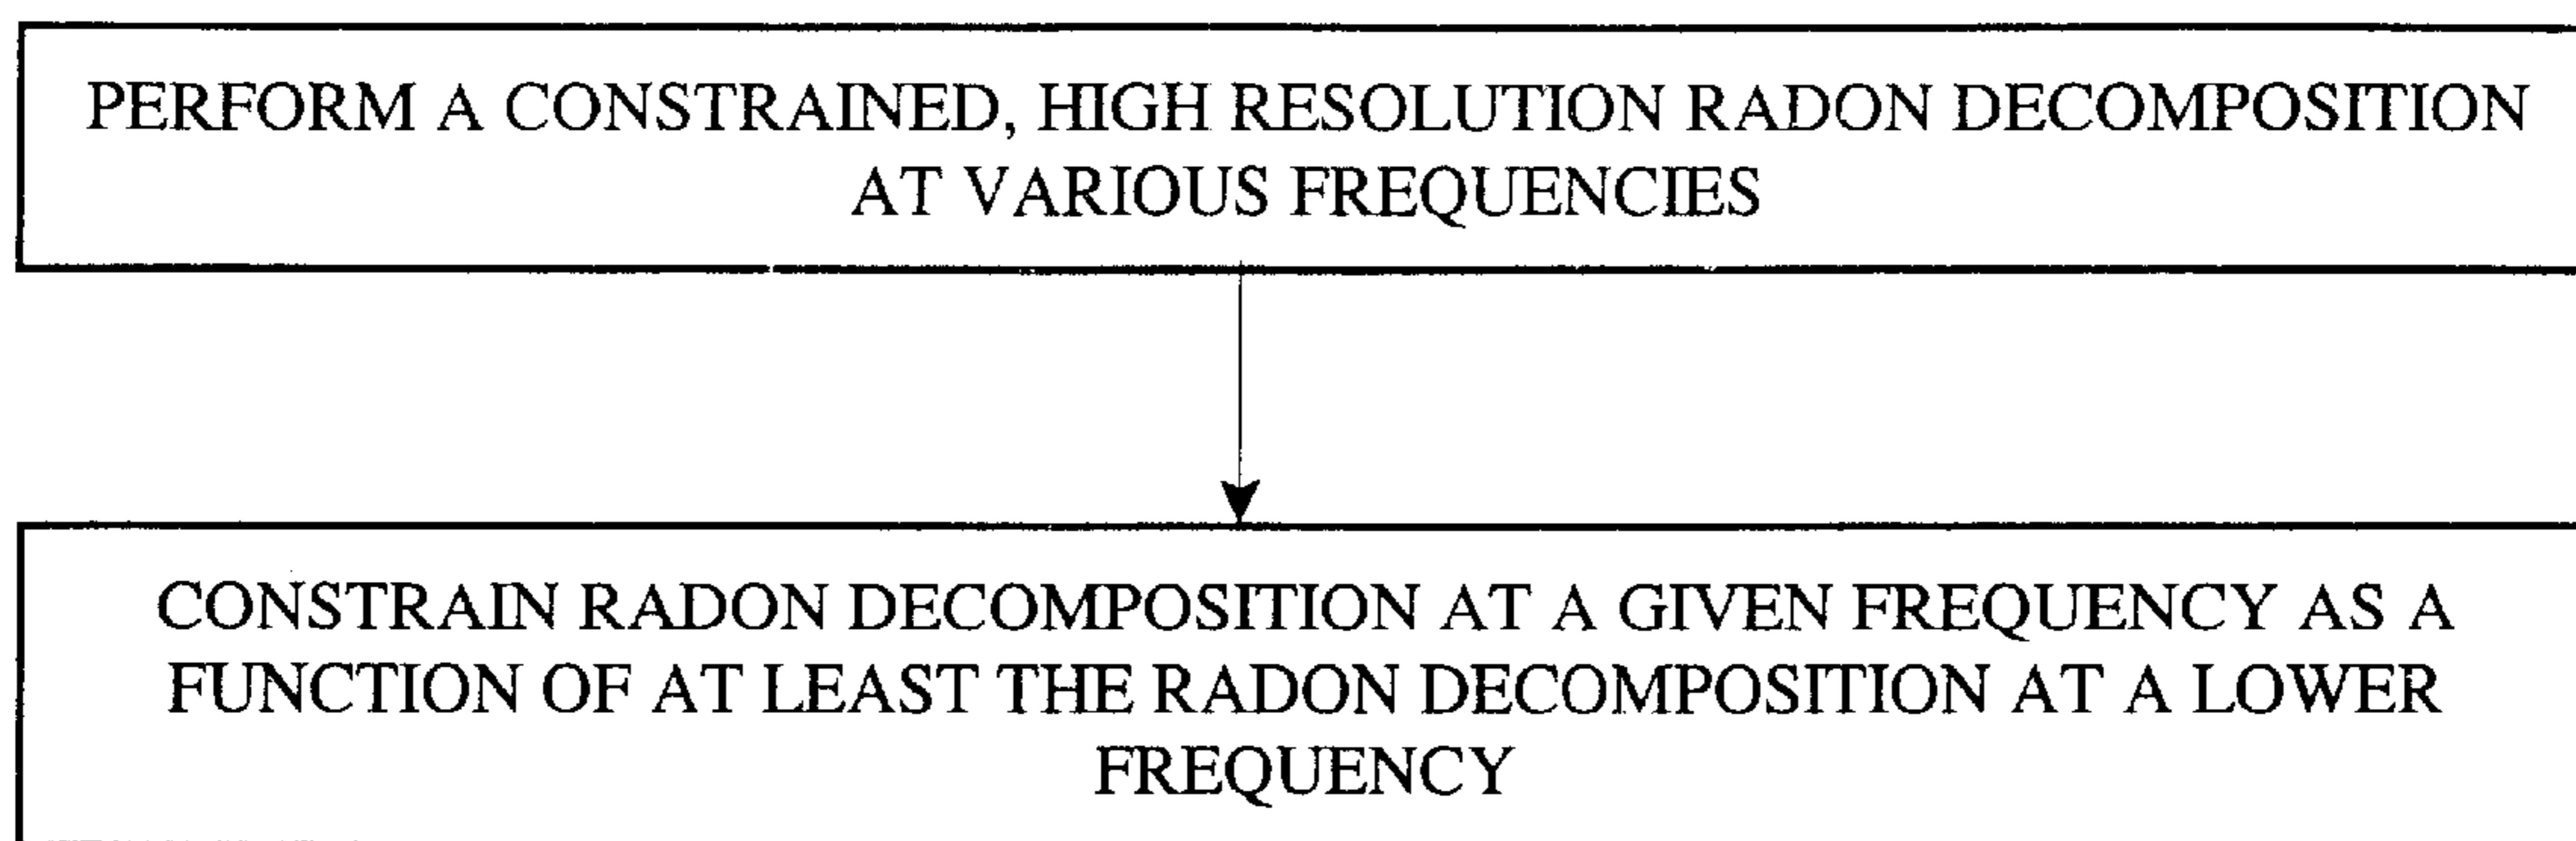 PERFORM A CONSTRAINED, HIGH RESOLUTION RADON DECOMPOSITION
AT VARIOUS FREQUENCIES
CONSTRAIN RADON DECOMPOSITION AT A GIVEN FREQUENCY AS A
FUNCTION OF AT LEAST THE RADON DECOMPOSITION AT A LOWER
FREQUENCY